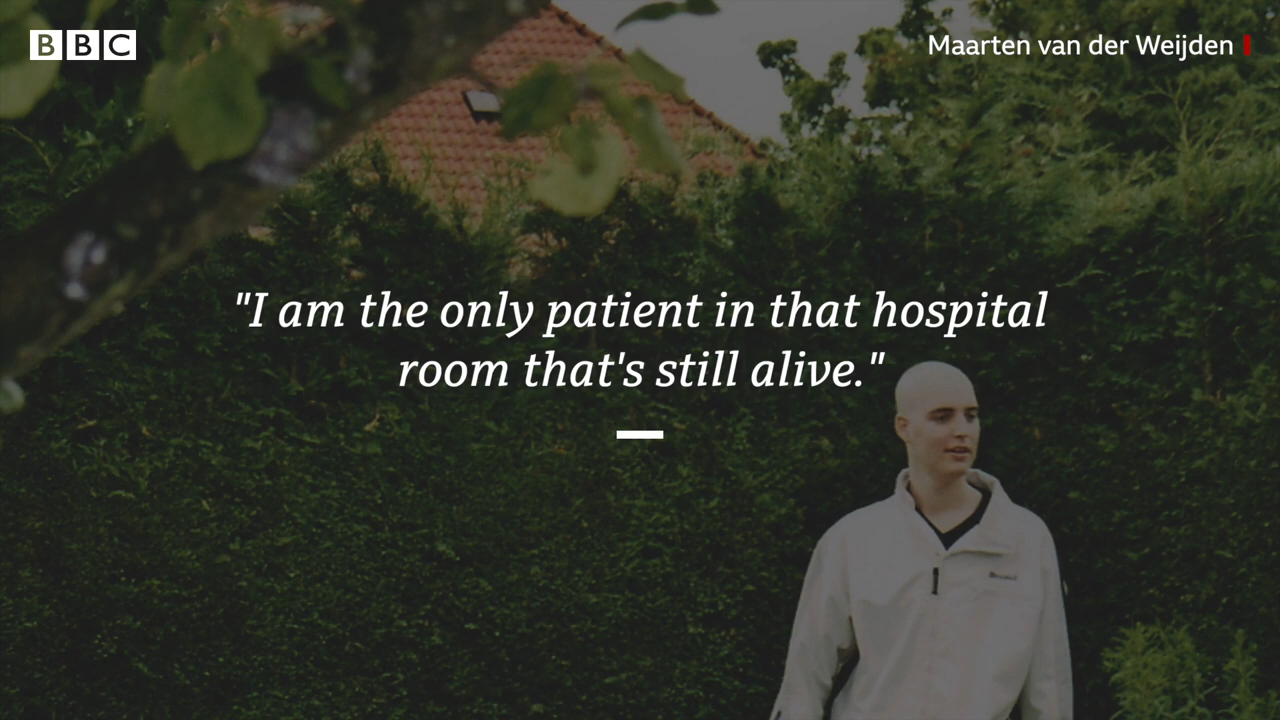 BBC
Maarten van der Weijden
"I am the only patient in that hospital
room that's still alive."